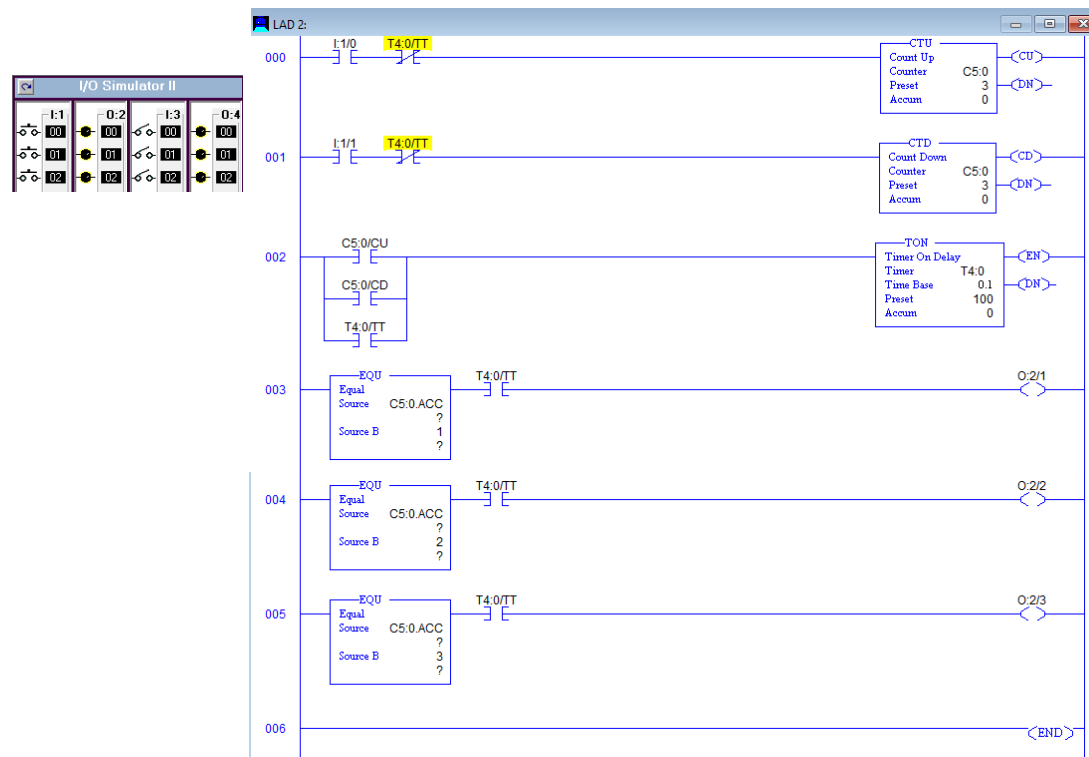 LAD 2:
I/O Simulator II
I:1 O:2 I:3 O:4
00 00 00 00
01 01 01 01
02 02 02 02
000
I:1/0 T4:0/TT
CTU
Count Up
Counter C5:0
Preset 3
Accum 0
CU
DN
001
I:1/1 T4:0/TT
CTD
Count Down
Counter C5:0
Preset 3
Accum 0
CD
DN
002
C5:0/CU
C5:0/CD
T4:0/TT
TON
Timer On Delay
Timer T4:0
Time Base 0.1
Preset 100
Accum 0
EN
DN
003
EQU
Equal
Source C5:0.ACC
?
Source B 1
?
T4:0/TT
O:2/1
004
EQU
Equal
Source C5:0.ACC
?
Source B 2
?
T4:0/TT
O:2/2
005
EQU
Equal
Source C5:0.ACC
?
Source B 3
?
T4:0/TT
O:2/3
006
END